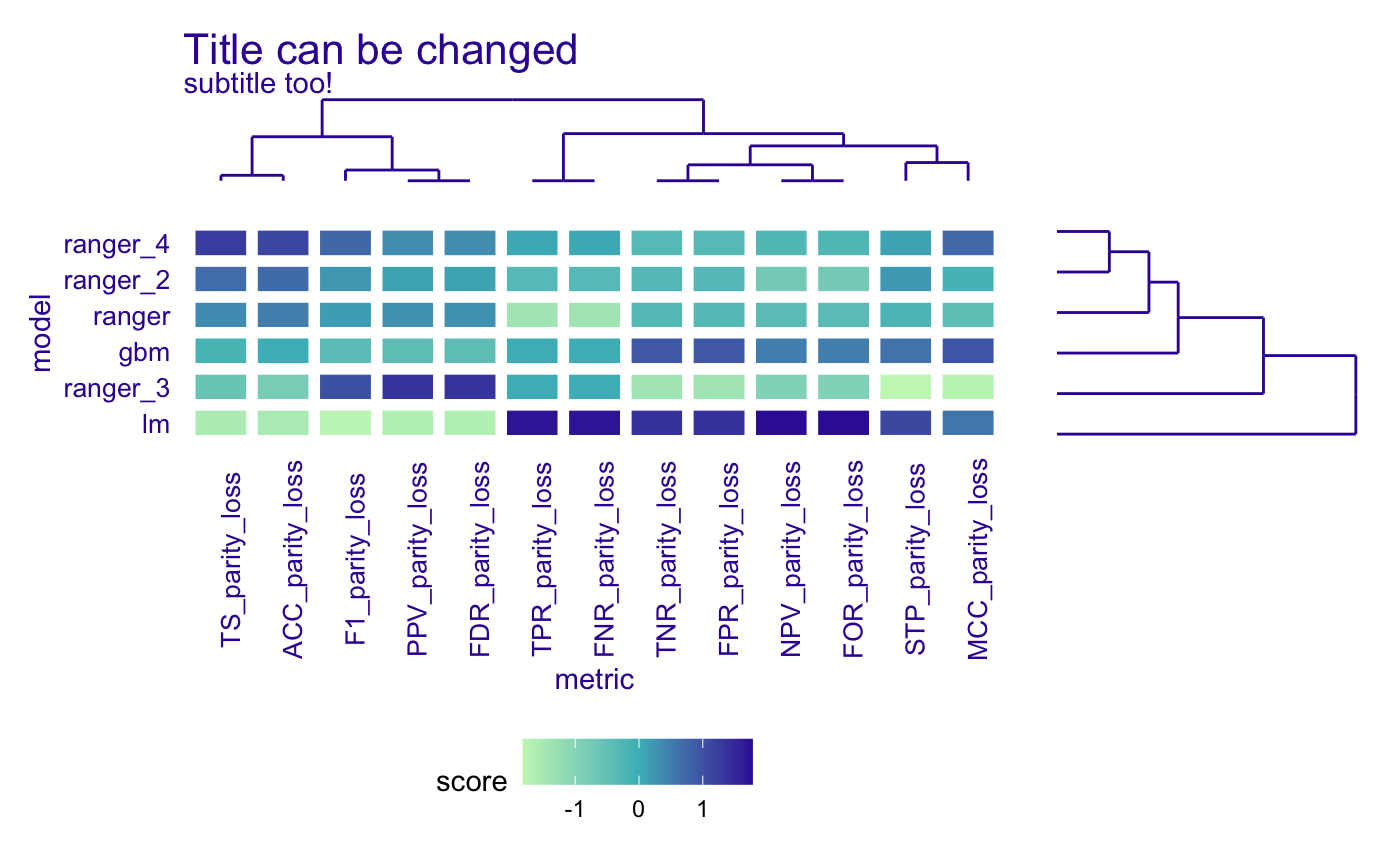 Title can be changed
subtitle too!
model
ranger_4
ranger_2
ranger
gbm
ranger_3
lm
TS_parity_loss
ACC_parity_loss
F1_parity_loss
PPV_parity_loss
FDR_parity_loss
TPR_parity_loss
FNR_parity_loss
TNR_parity_loss
FPR_parity_loss
NPV_parity_loss
FOR_parity_loss
STP_parity_loss
MCC_parity_loss
metric
score
-1 0 1